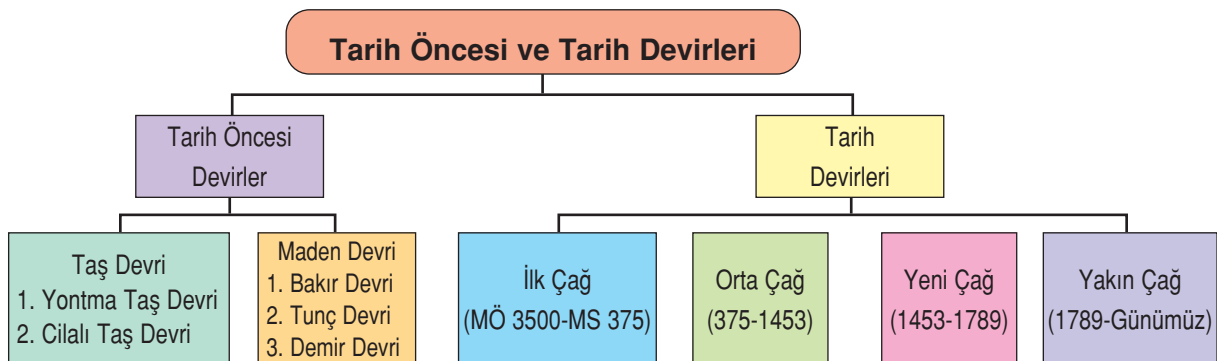 Tarih Öncesi ve Tarih Devirleri
Tarih Öncesi
Devirler
Tarih
Devirleri
Taş Devri
1. Yontma Taş Devri
2. Cilalı Taş Devri
Maden Devri
1. Bakır Devri
2. Tunç Devri
3. Demir Devri
İlk Çağ
(MÖ 3500-MS 375)
Orta Çağ
(375-1453)
Yeni Çağ
(1453-1789)
Yakın Çağ
(1789-Günümüz)